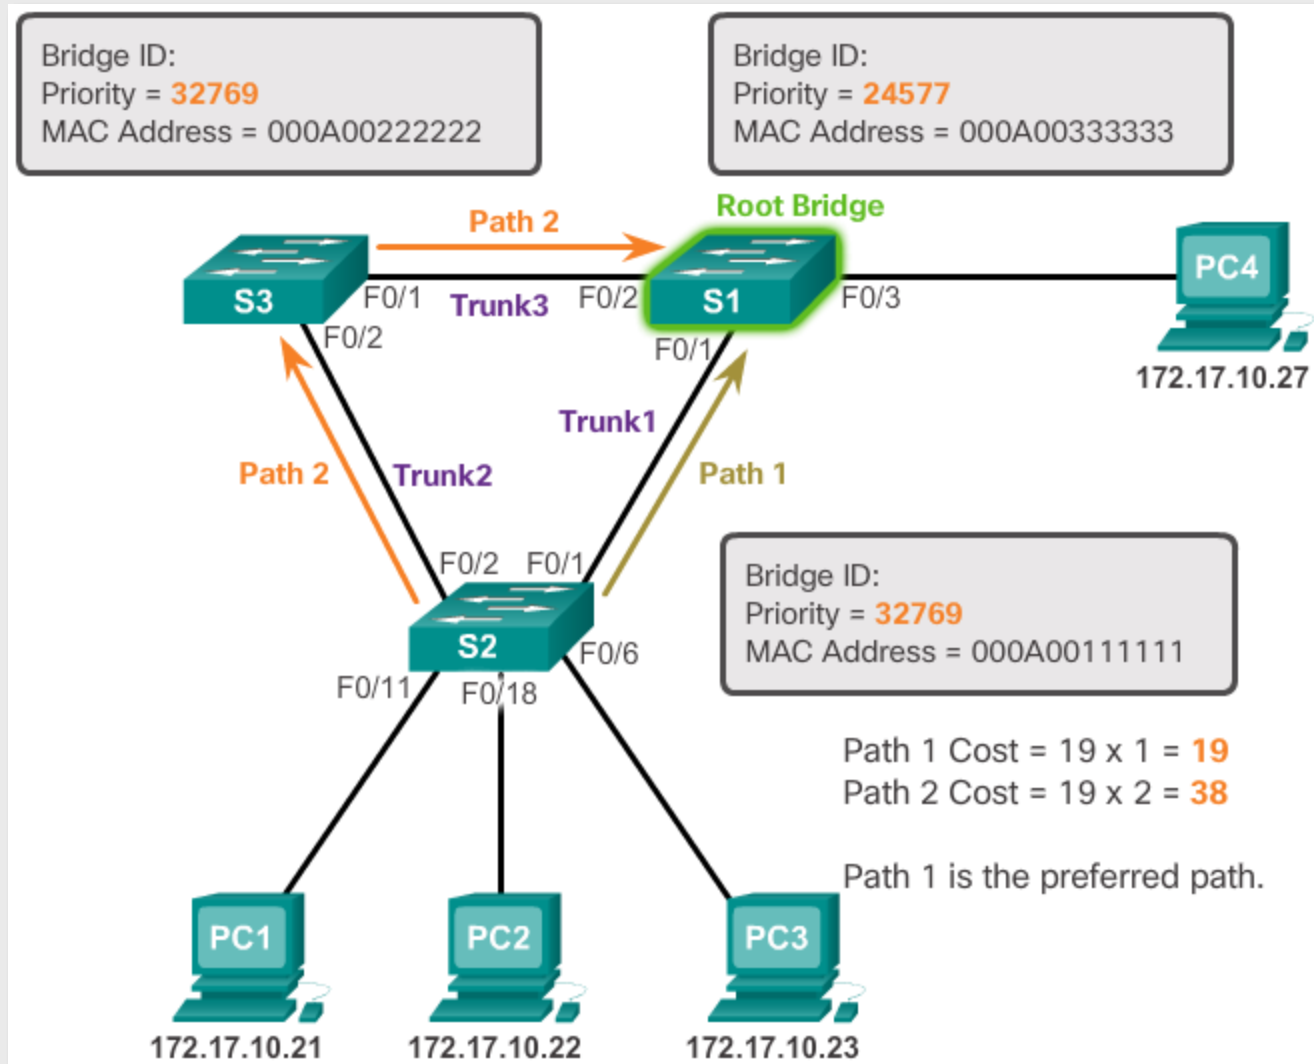 Bridge ID:
Priority = 32769
MAC Address = 000A00222222
Bridge ID:
Priority = 24577
MAC Address = 000A00333333
Root Bridge
Path 2
S3
F0/1
Trunk3
F0/2
S1
F0/3
PC4
F0/2
F0/1
172.17.10.27
Trunk1
Path 2
Trunk2
Path 1
F0/2
F0/1
Bridge ID:
Priority = 32769
MAC Address = 000A00111111
S2
F0/6
F0/11
F0/18
Path 1 Cost = 19 x 1 = 19
Path 2 Cost = 19 x 2 = 38
Path 1 is the preferred path.
PC1
PC2
PC3
172.17.10.21
172.17.10.22
172.17.10.23